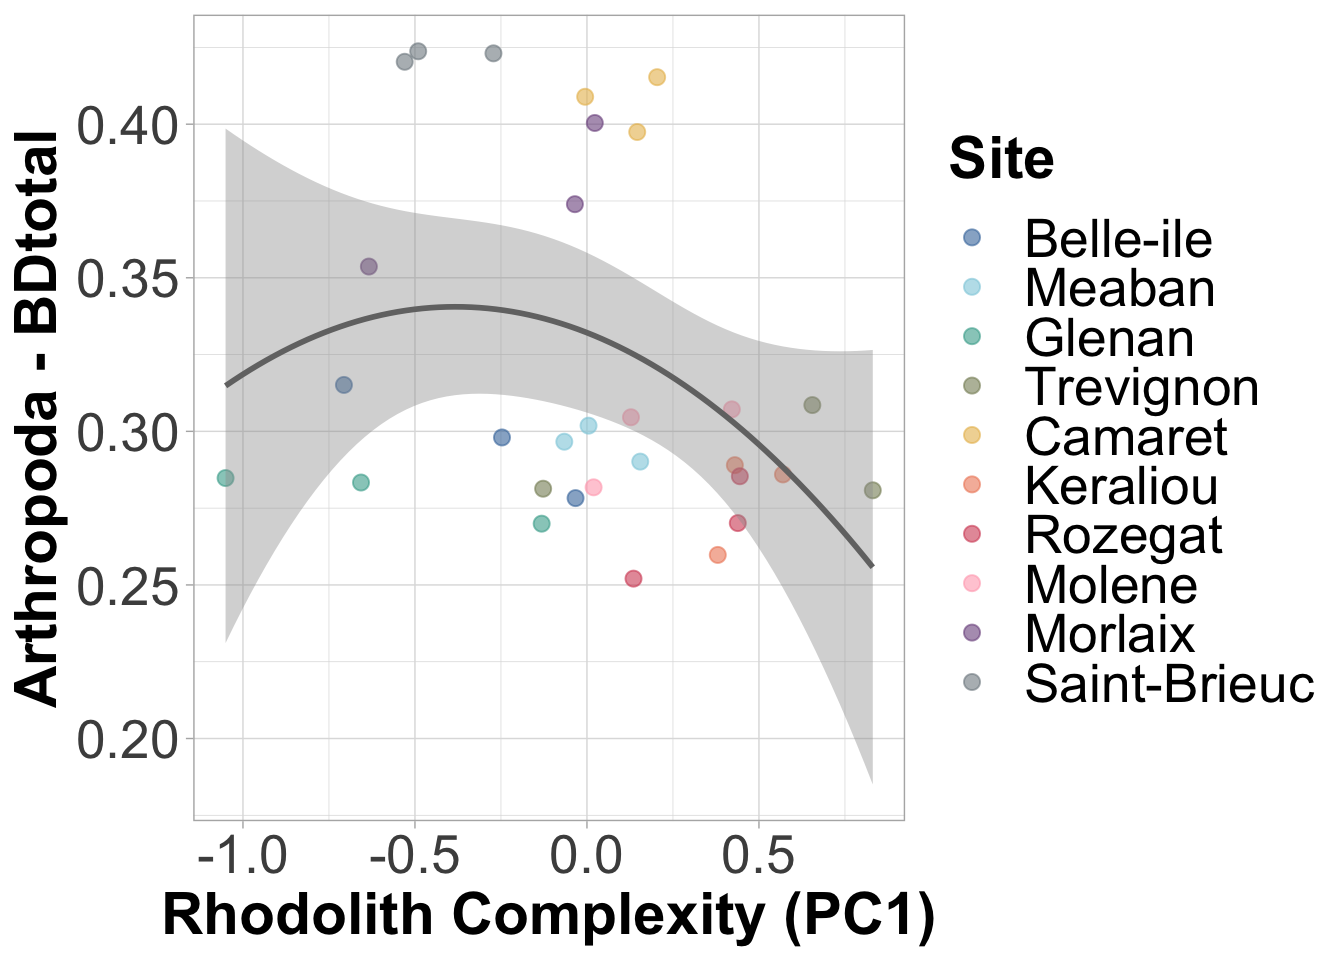 Arthropoda - BDtotal
0.40
0.35
0.30
0.25
0.20
-1.0
-0.5
0.0
0.5
Rhodolith Complexity (PC1)
Site
Belle-ile
Meaban
Glenan
Trevignon
Camaret
Keraliou
Rozegat
Molene
Morlaix
Saint-Brieuc